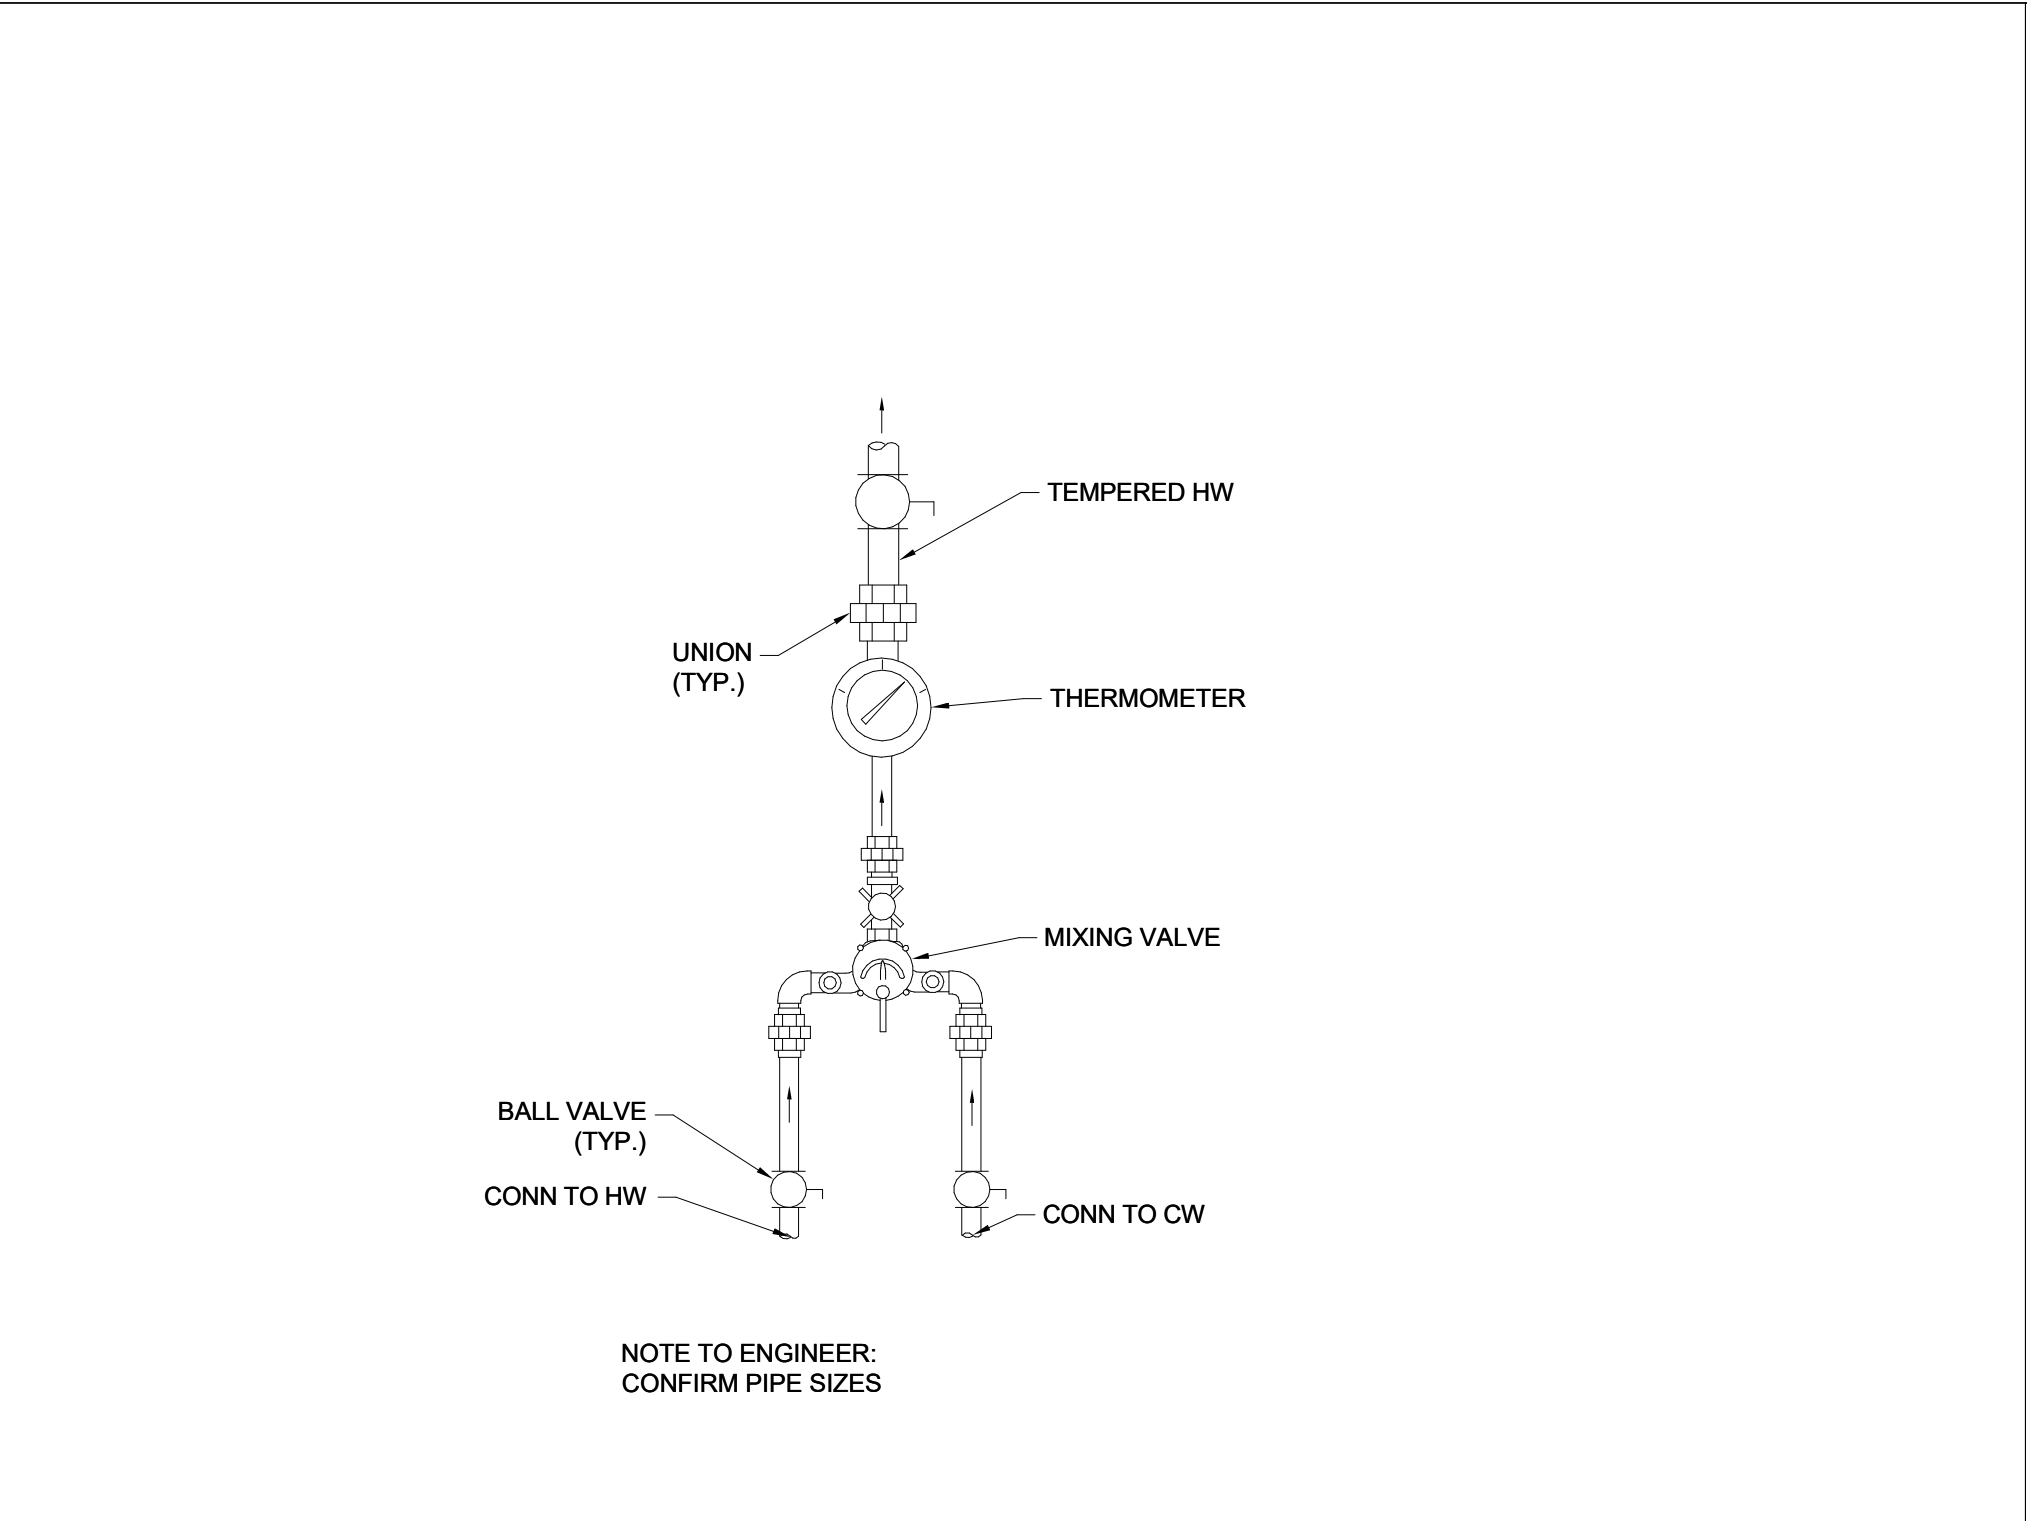 TEMPERED HW
UNION
(TYP.)
THERMOMETER
MIXING VALVE
BALL VALVE
(TYP.)
CONN TO HW
CONN TO CW
NOTE TO ENGINEER:
CONFIRM PIPE SIZES